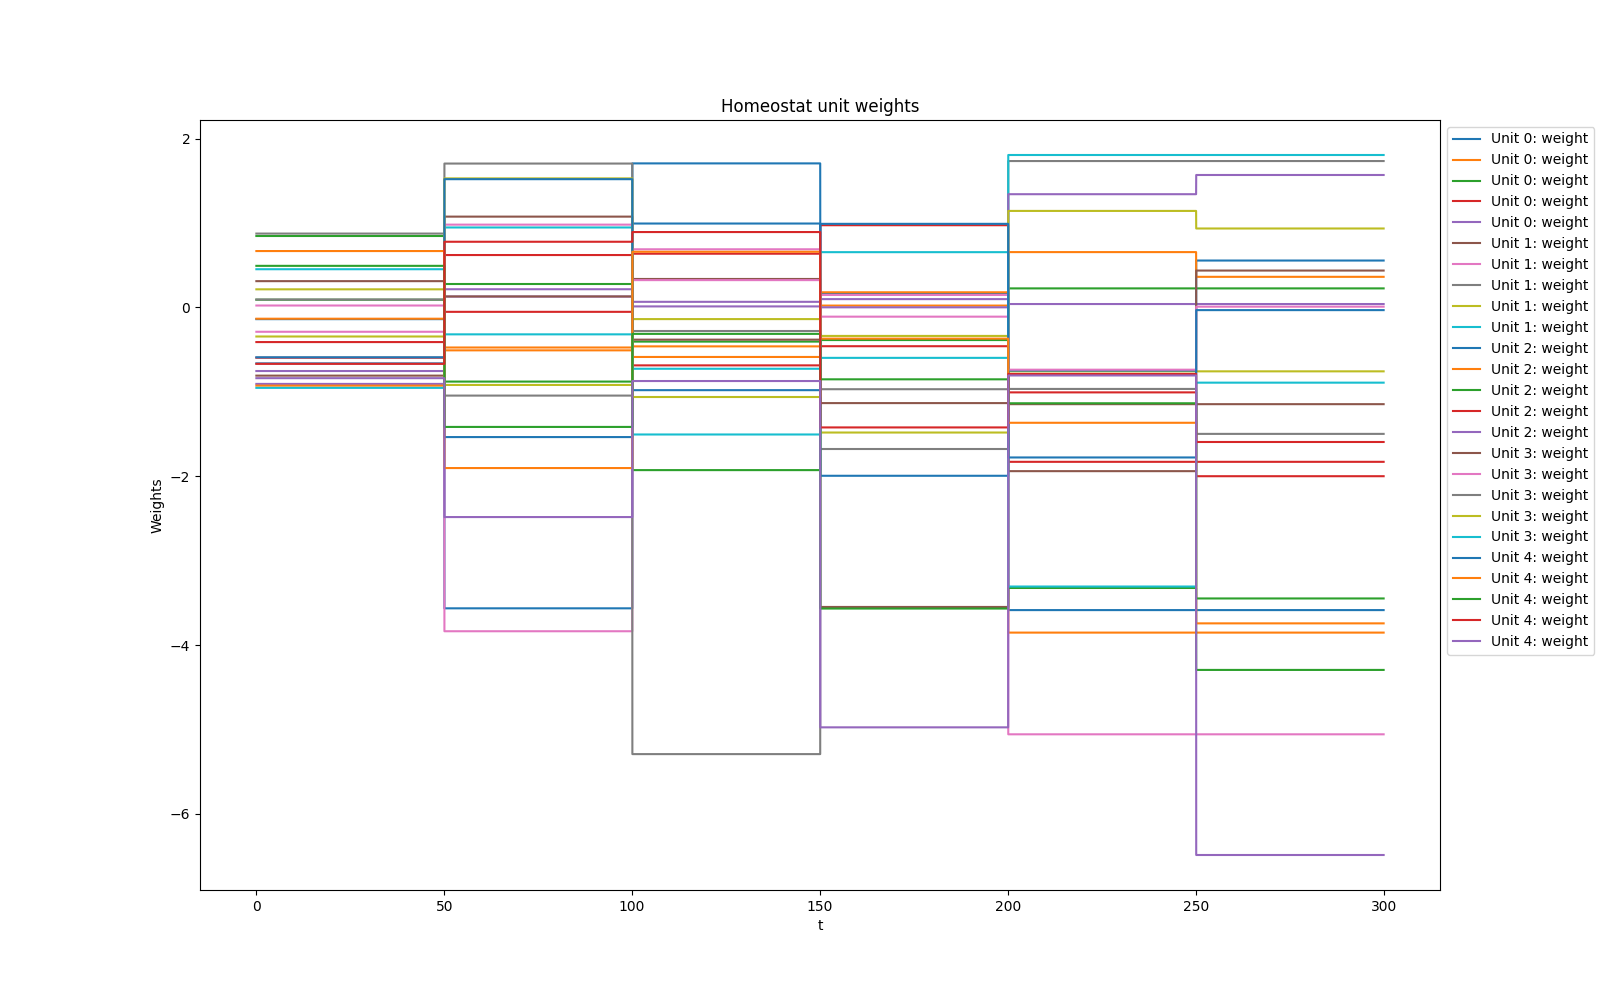 Homeostat unit weights
2
0
−2
−4
−6
Weights
0
50
100
150
200
250
300
t
Unit 0: weight
Unit 0: weight
Unit 0: weight
Unit 0: weight
Unit 0: weight
Unit 1: weight
Unit 1: weight
Unit 1: weight
Unit 1: weight
Unit 1: weight
Unit 2: weight
Unit 2: weight
Unit 2: weight
Unit 2: weight
Unit 2: weight
Unit 3: weight
Unit 3: weight
Unit 3: weight
Unit 3: weight
Unit 3: weight
Unit 4: weight
Unit 4: weight
Unit 4: weight
Unit 4: weight
Unit 4: weight